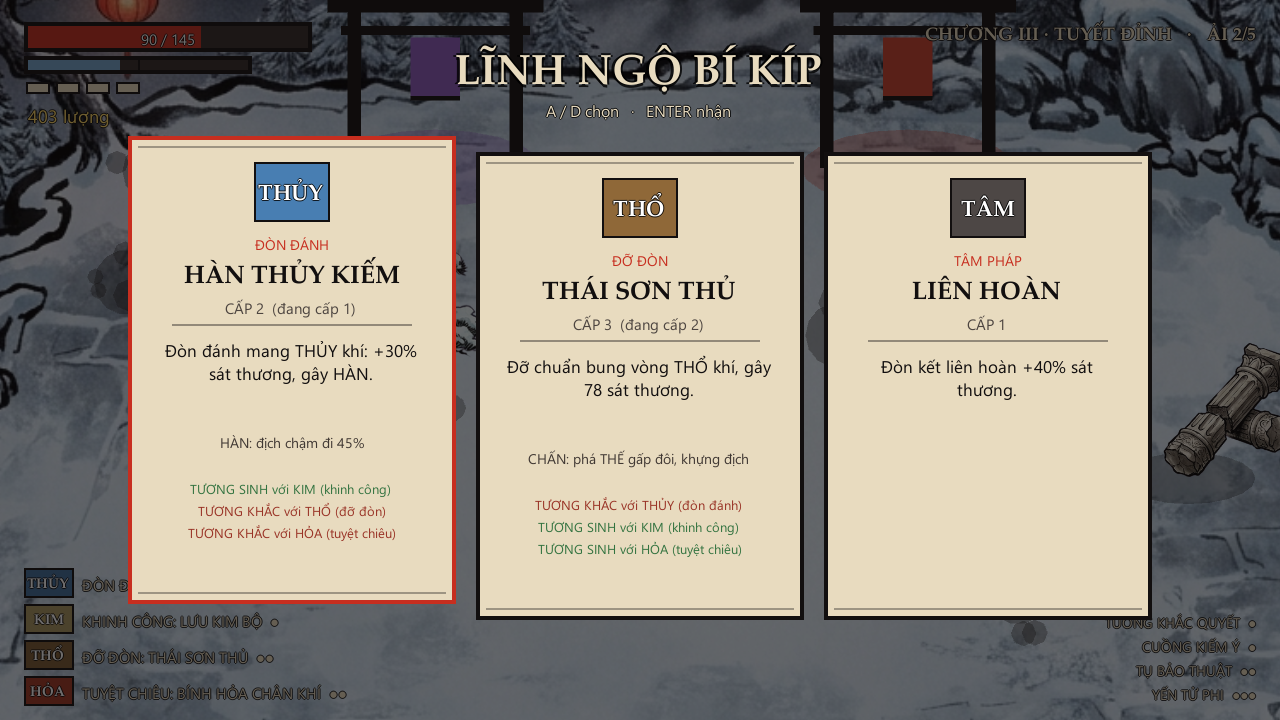 90 / 145
403 lượng
CHƯƠNG III · TUYẾT ĐỈNH · ẢI 2/5
LĨNH NGỘ BÍ KÍP
A / D chọn · ENTER nhận
THỦY
ĐÒN ĐÁNH
HÀN THỦY KIẾM
CẤP 2 (đang cấp 1)
Đòn đánh mang THỦY khí: +30%
sát thương, gây HÀN.
HÀN: địch chậm đi 45%
TƯƠNG SINH với KIM (khinh công)
TƯƠNG KHẮC với THỔ (đỡ đòn)
TƯƠNG KHẮC với HỎA (tuyệt chiêu)
THỔ
ĐỠ ĐÒN
THÁI SƠN THỦ
CẤP 3 (đang cấp 2)
Đỡ chuẩn bung vòng THỔ khí, gây
78 sát thương.
CHẤN: phá THẾ gấp đôi, khựng địch
TƯƠNG KHẮC với THỦY (đòn đánh)
TƯƠNG SINH với KIM (khinh công)
TƯƠNG SINH với HỎA (tuyệt chiêu)
TÂM
TÂM PHÁP
LIÊN HOÀN
CẤP 1
Đòn kết liên hoàn +40% sát
thương.
THỦY ĐÒN Đ
KIM KHINH CÔNG: LƯU KIM BỘ
THỔ ĐỠ ĐÒN: THÁI SƠN THỦ
HỎA TUYỆT CHIÊU: BÍNH HỎA CHÂN KHÍ
TƯƠNG KHẮC QUYẾT
CUỒNG KIẾM Ý
TỤ BẢO THUẬT
YẾN TỬ PHI